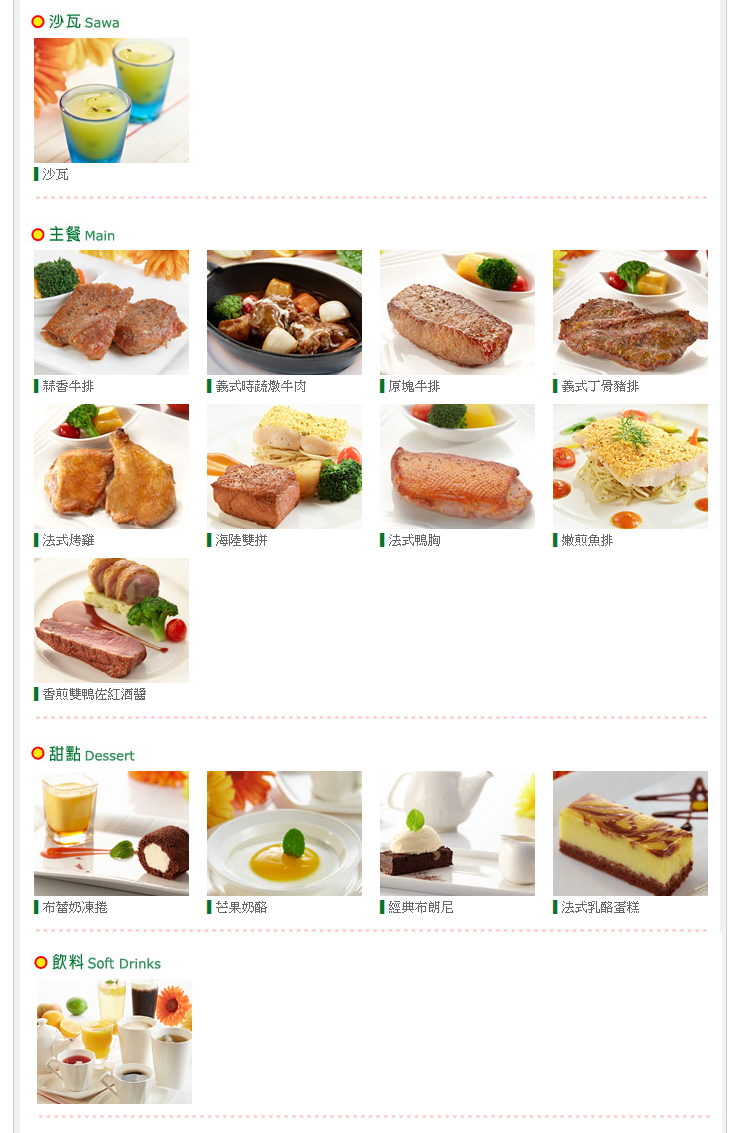 沙瓦 Sawa
沙瓦
主餐 Main
蒜香牛排
義式時蔬燉牛肉
原塊牛排
義式丁骨豬排
法式烤雞
海陸雙拼
法式鴨胸
嫩煎魚排
香煎雙鴨佐紅酒醬
甜點 Dessert
布蕾奶凍捲
芒果奶酪
經典布朗尼
法式乳酪蛋糕
飲料 Soft Drinks